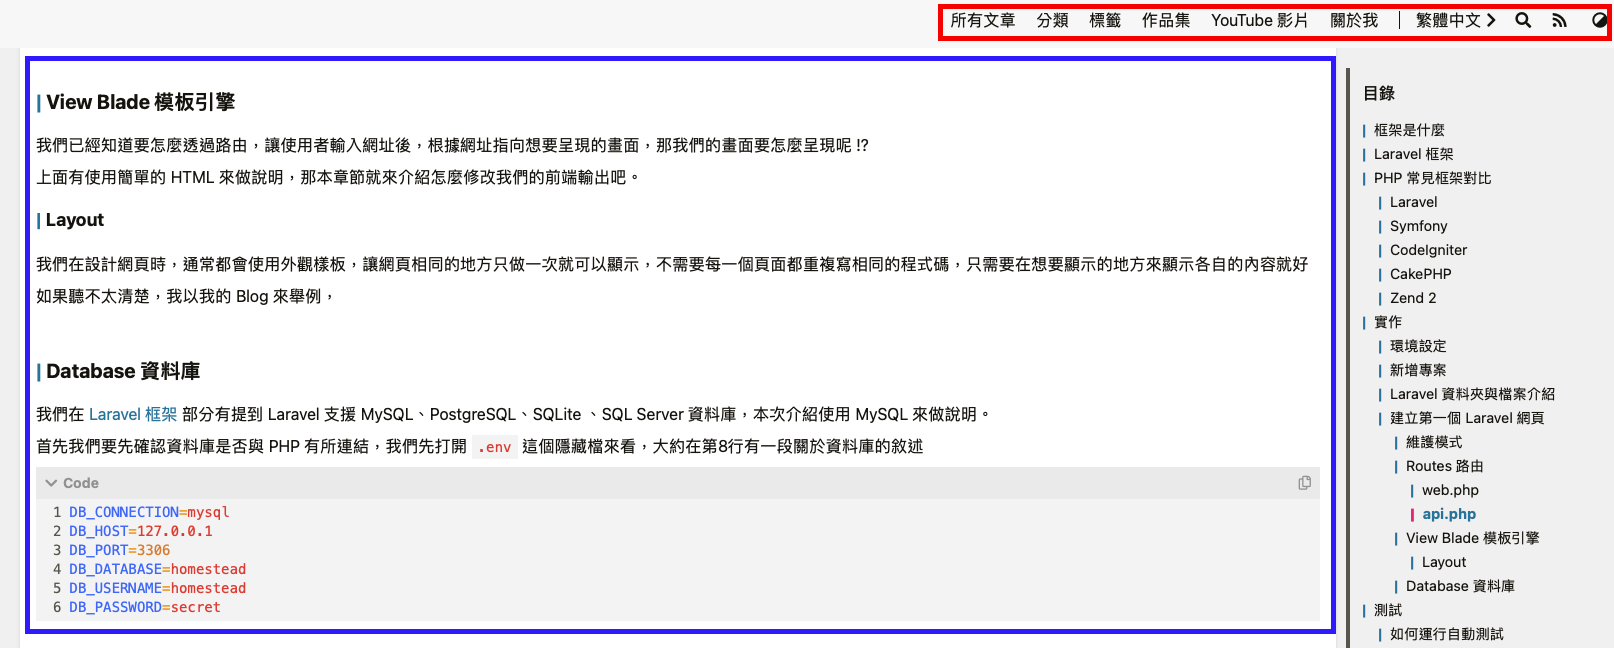 所有文章 分類 標籤 作品集 YouTube 影片 關於我 | 繁體中文
View Blade 模板引擎
我們已經知道要怎麼透過路由，讓使用者輸入網址後，根據網址指向想要呈現的畫面，那我們的畫面要怎麼呈現呢 !?
上面有使用簡單的 HTML 來做說明，那本章節就來介紹怎麼修改我們的前端輸出吧。
Layout
我們在設計網頁時，通常都會使用外觀樣板，讓網頁相同的地方只做一次就可以顯示，不需要每一個頁面都重複寫相同的程式碼，只需要在想要顯示的地方來顯示各自的內容就好
如果聽不太清楚，我以我的 Blog 來舉例，
Database 資料庫
我們在 Laravel 框架 部分有提到 Laravel 支援 MySQL、PostgreSQL、SQLite 、SQL Server 資料庫，本次介紹使用 MySQL 來做說明。
首先我們要先確認資料庫是否與 PHP 有所連結，我們先打開 .env 這個隱藏檔來看，大約在第8行有一段關於資料庫的敘述
Code
1 DB_CONNECTION=mysql
2 DB_HOST=127.0.0.1
3 DB_PORT=3306
4 DB_DATABASE=homestead
5 DB_USERNAME=homestead
6 DB_PASSWORD=secret
目錄
框架是什麼
Laravel 框架
PHP 常見框架對比
Laravel
Symfony
CodeIgniter
CakePHP
Zend 2
實作
環境設定
新增專案
Laravel 資料夾與檔案介紹
建立第一個 Laravel 網頁
維護模式
Routes 路由
web.php
api.php
View Blade 模板引擎
Layout
Database 資料庫
測試
如何運行自動測試